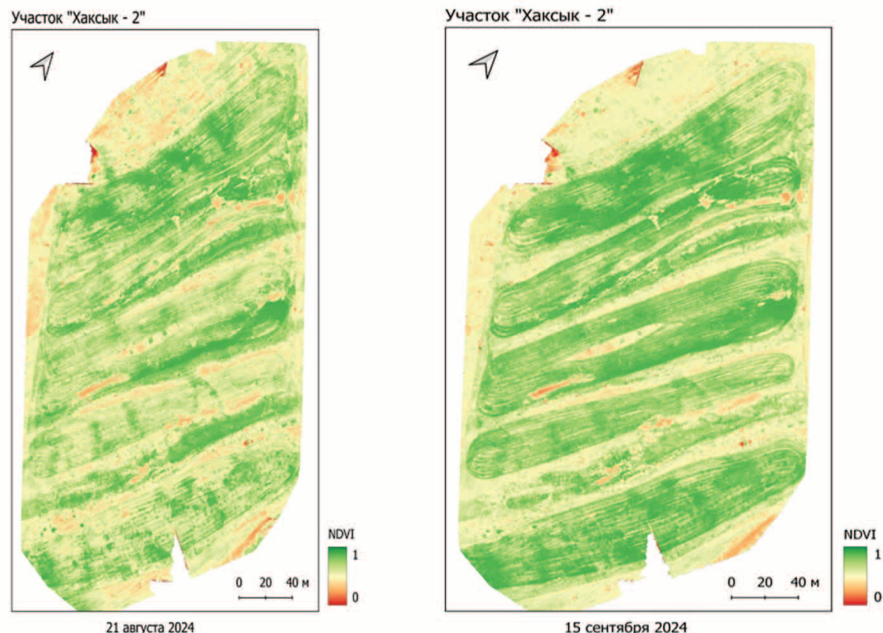 Участок "Хаксык - 2"
NDVI
1
0
0 20 40 м
21 августа 2024
Участок "Хаксык - 2"
NDVI
1
0
0 20 40 м
15 сентября 2024